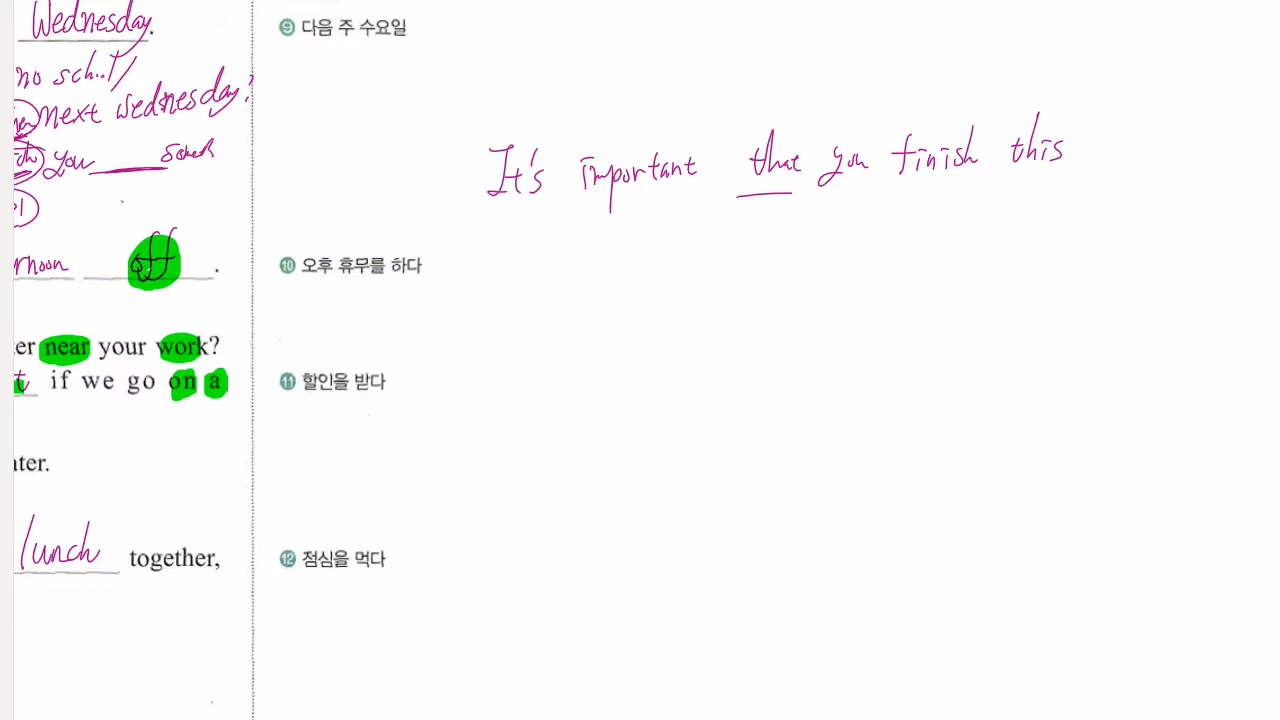 Wednesday.
⑨ 다음 주 수요일
no sch..t/
next Wednesday?
you ____ sched
It's important that you finish this
rnoon off.
⑩ 오후 휴무를 하다
er near your work?
t if we go on a
⑪ 할인을 받다
ater.
lunch together,
⑫ 점심을 먹다